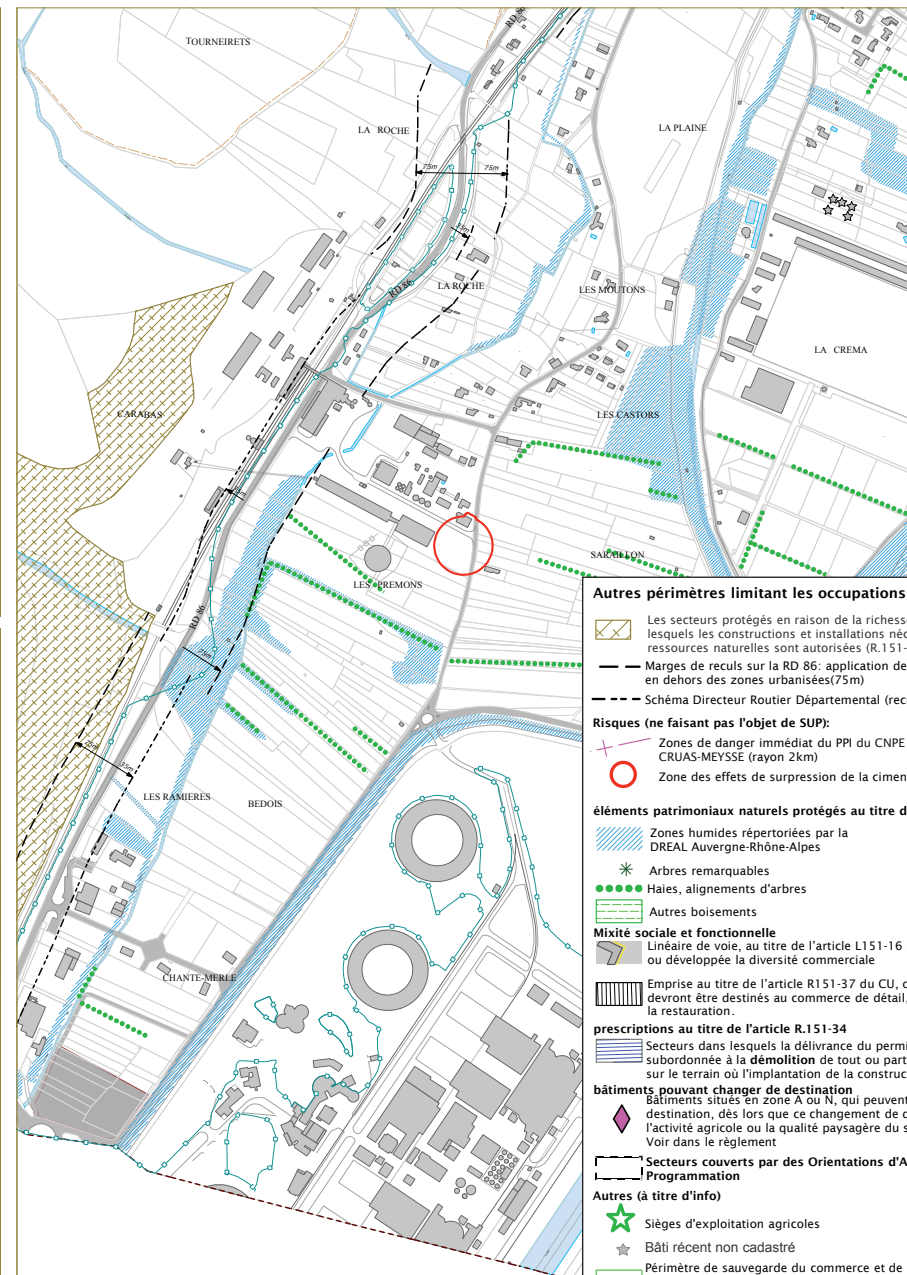 RD 86
TOURNEIRETS
LA ROCHE
LA PLAINE
75m
75m
75m
LA ROCHE
RD 86
LES MOUTONS
LA CREMA
CARABAS
LES CASTORS
SARAILLON
LES PREMONS
RD 86
75m
35m
LES RAMIERES
BEDOIS
CHANTE-MERLE
Autres périmètres limitant les occupations
Les secteurs protégés en raison de la richesse
lesquels les constructions et installations néc
ressources naturelles sont autorisées (R.151-
Marges de reculs sur la RD 86: application de
en dehors des zones urbanisées(75m)
Schéma Directeur Routier Départemental (rec
Risques (ne faisant pas l'objet de SUP):
Zones de danger immédiat du PPI du CNPE
CRUAS-MEYSSE (rayon 2km)
Zone des effets de surpression de la cimen
éléments patrimoniaux naturels protégés au titre d
Zones humides répertoriées par la
DREAL Auvergne-Rhône-Alpes
Arbres remarquables
Haies, alignements d'arbres
Autres boisements
Mixité sociale et fonctionnelle
Linéaire de voie, au titre de l'article L151-16
ou développée la diversité commerciale
Emprise au titre de l'article R151-37 du CU, c
devront être destinés au commerce de détail,
la restauration.
prescriptions au titre de l'article R.151-34
Secteurs dans lesquels la délivrance du permi
subordonnée à la démolition de tout ou part
sur le terrain où l'implantation de la construc
bâtiments pouvant changer de destination
Bâtiments situés en zone A ou N, qui peuvent
destination, dès lors que ce changement de d
l'activité agricole ou la qualité paysagère du s
Voir dans le règlement
Secteurs couverts par des Orientations d'A
Programmation
Autres (à titre d'info)
Sièges d'exploitation agricoles
Bâti récent non cadastré
Périmètre de sauvegarde du commerce et de